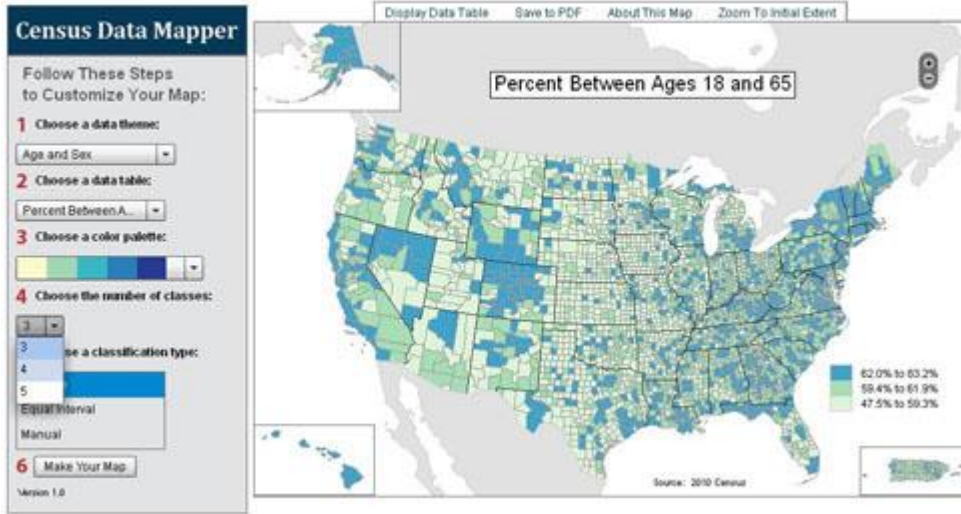 Census Data Mapper
Follow These Steps
to Customize Your Map:
1 Choose a data theme:
Age and Sex
2 Choose a data table:
Percent Between A...
3 Choose a color palette:
4 Choose the number of classes:
3
3
4
5
se a classification type:
Equal Interval
Manual
6 Make Your Map
Version 1.0
Display Data Table Save to PDF About This Map Zoom To Initial Extent
Percent Between Ages 18 and 65
62.0% to 83.2%
59.4% to 61.9%
47.5% to 59.3%
Source: 2010 Census